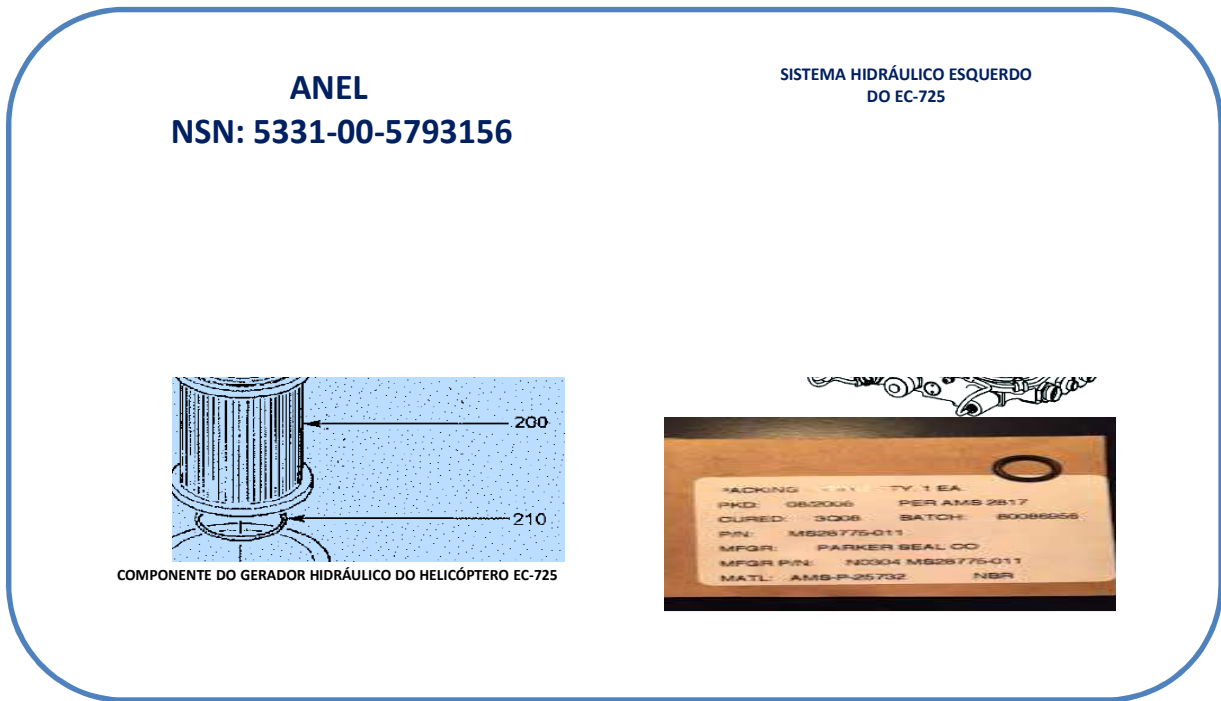 ANEL
NSN: 5331-00-5793156
SISTEMA HIDRÁULICO ESQUERDO
DO EC-725
200
210
COMPONENTE DO GERADOR HIDRÁULICO DO HELICÓPTERO EC-725
PACKING TY. 1 EA
PKD: 08/2006 PER AMS 2817
CURED: 3Q06 BATCH:
P/N: MS28775-011
MFGR: PARKER SEAL CO
MFGR P/N: N0304 MS28775-011
MATL: AMS-P-25732 NBR